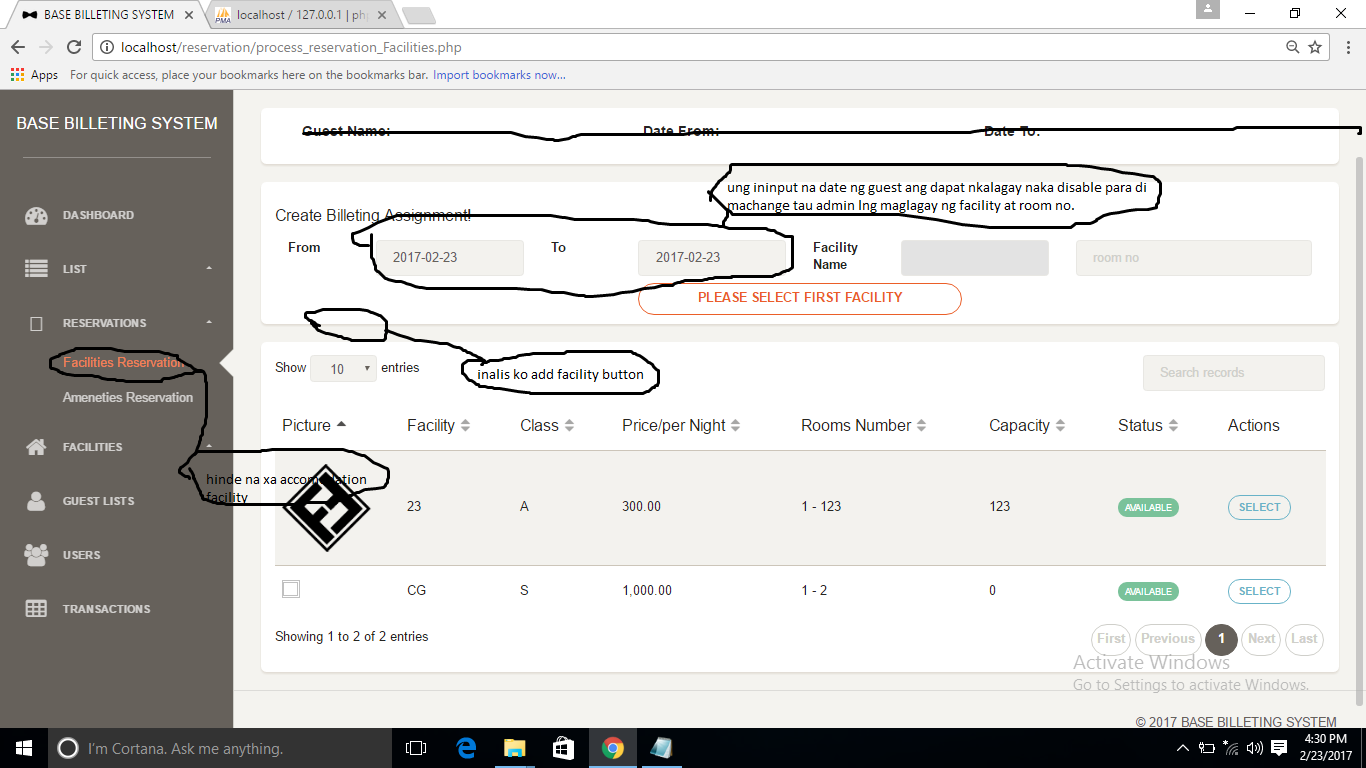 BASE BILLETING SYSTEM
localhost / 127.0.0.1 | ph
localhost/reservation/process_reservation_Facilities.php
Apps For quick access, place your bookmarks here on the bookmarks bar. Import bookmarks now...
BASE BILLETING SYSTEM
DASHBOARD
LIST
RESERVATIONS
Facilities Reservation
Ameneties Reservation
FACILITIES
GUEST LISTS
USERS
TRANSACTIONS
Guest Name: Date From: Date To:
ung ininput na date ng guest ang dapat nkalagay naka disable para di
machange tau admin lng maglagay ng facility at room no.
Create Billeting Assignment!
From 2017-02-23 To 2017-02-23 Facility
Name room no
PLEASE SELECT FIRST FACILITY
Show 10 entries Search records
inalis ko add facility button
Picture Facility Class Price/per Night Rooms Number Capacity Status Actions
hinde na xa accomodation
facility
23 A 300.00 1 - 123 123 AVAILABLE SELECT
CG S 1,000.00 1 - 2 0 AVAILABLE SELECT
Showing 1 to 2 of 2 entries First Previous 1 Next Last
Activate Windows
Go to Settings to activate Windows.
© 2017 BASE BILLETING SYSTEM
I'm Cortana. Ask me anything.
4:30 PM
2/23/2017